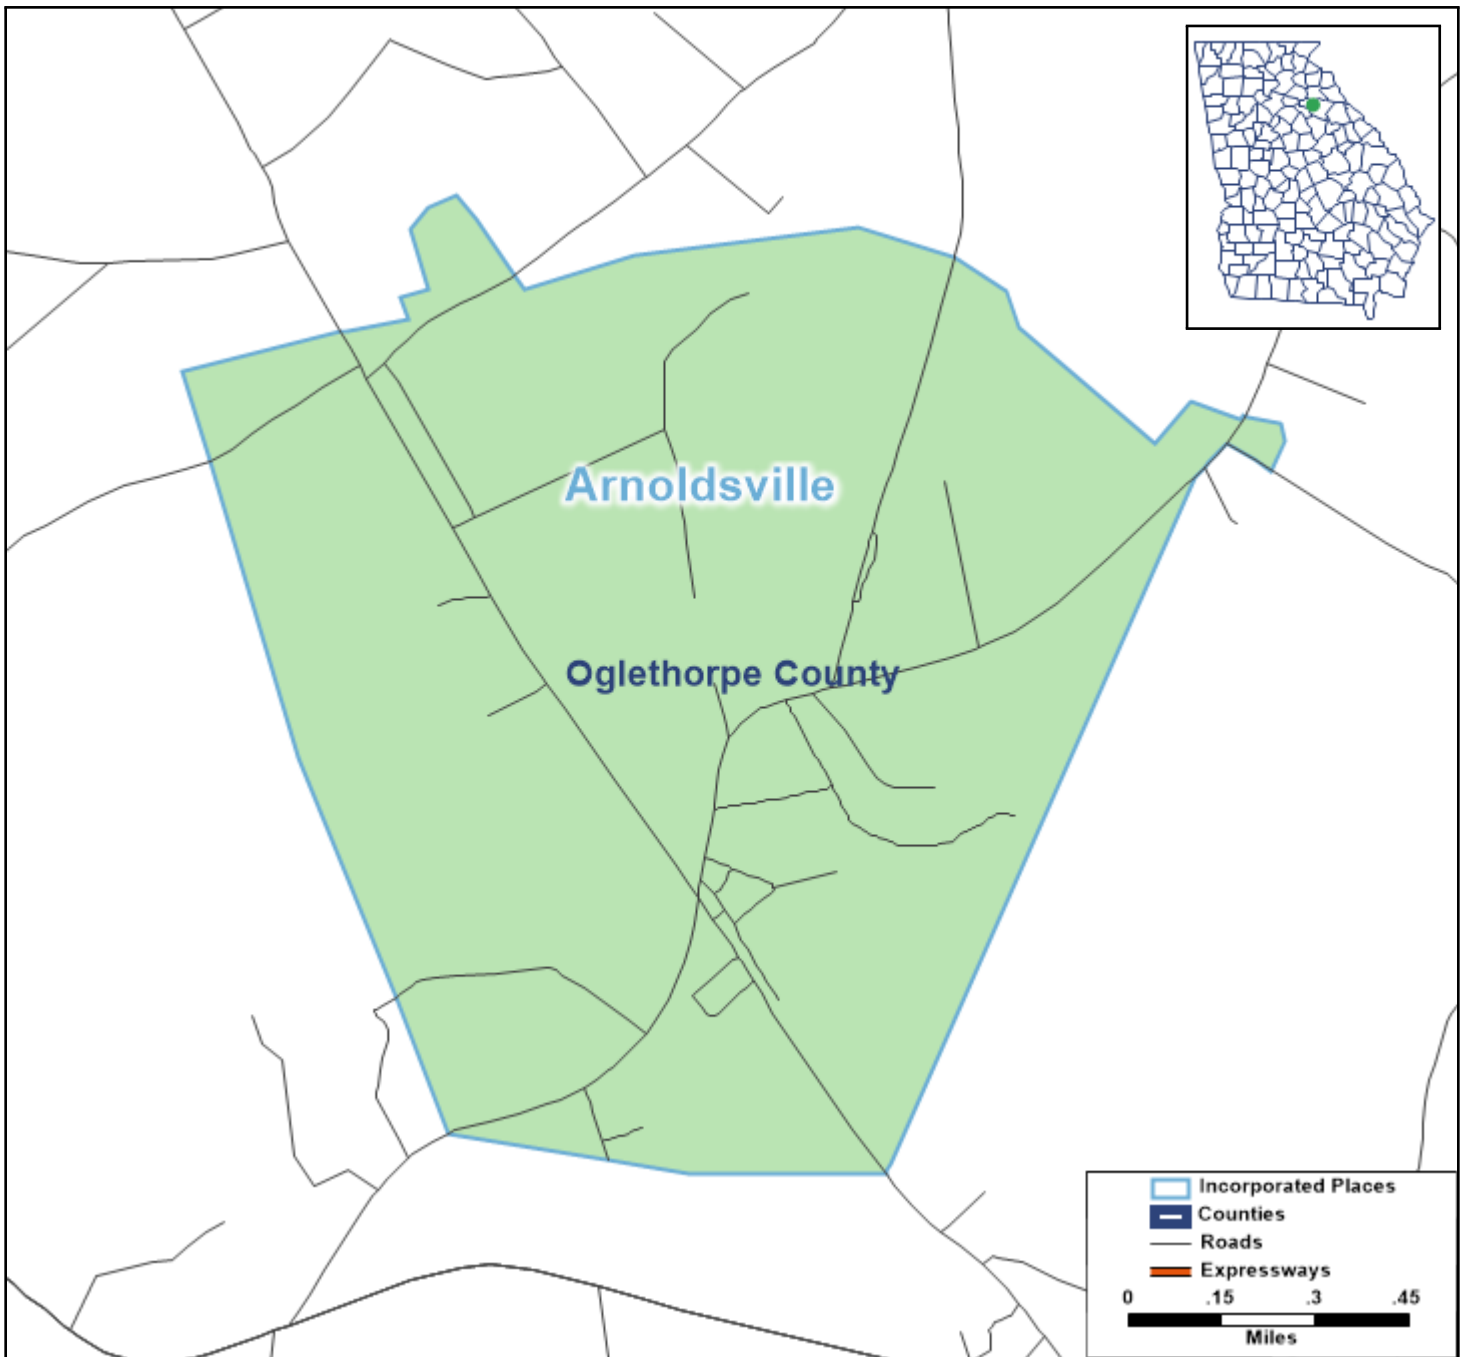 Arnoldsville
Oglethorpe County
Incorporated Places
Counties
Roads
Expressways
0 .15 .3 .45
Miles